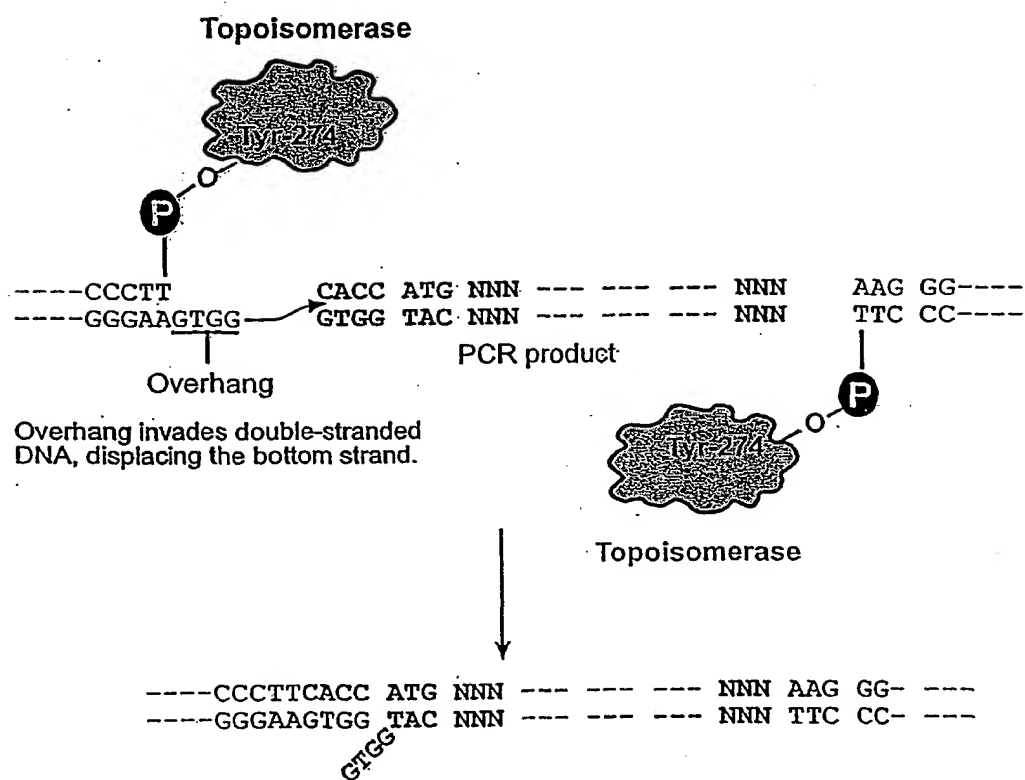 Topoisomerase
Tyr-274
O
P
----CCCTT CACC ATG NNN --- --- --- --- NNN AAG GG----
----GGGAAGTGG GTGG TAC NNN --- --- --- --- NNN TTC CC----
PCR product
Overhang
P
O
Overhang invades double-stranded
DNA, displacing the bottom strand.
Tyr-274
Topoisomerase
----CCCTTCACC ATG NNN --- --- --- --- NNN AAG GG- ---
----GGGAAGTGG TAC NNN --- --- --- --- NNN TTC CC- ---
GTGG